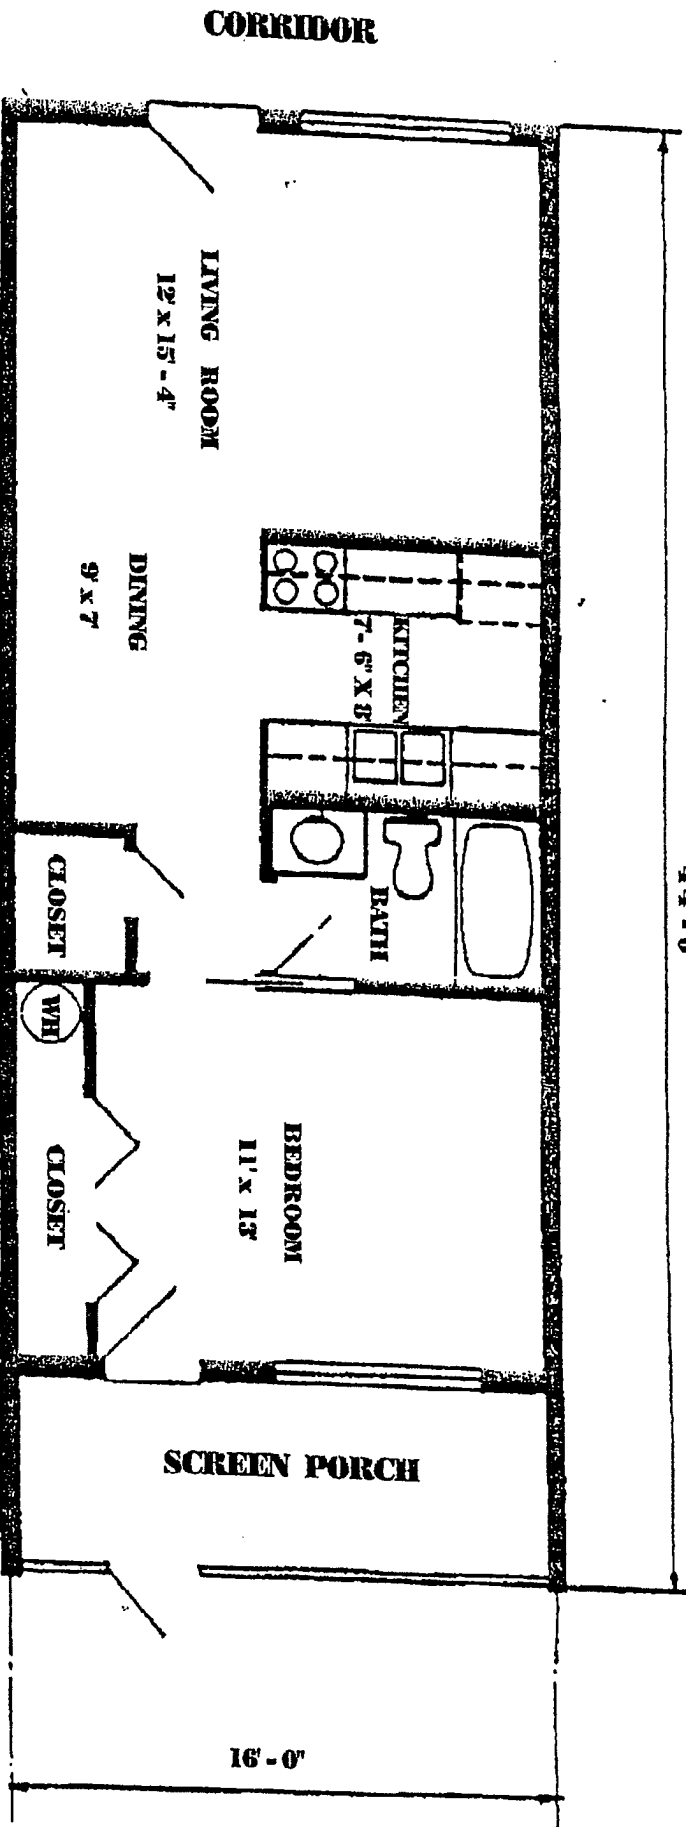 CORRIDOR
LIVING ROOM
12' x 15' - 4"
DINING
9' x 7'
KITCHEN
7' - 6" X 8'
BATH
CLOSET
WH
CLOSET
BEDROOM
11' x 13'
SCREEN PORCH
16' - 0"